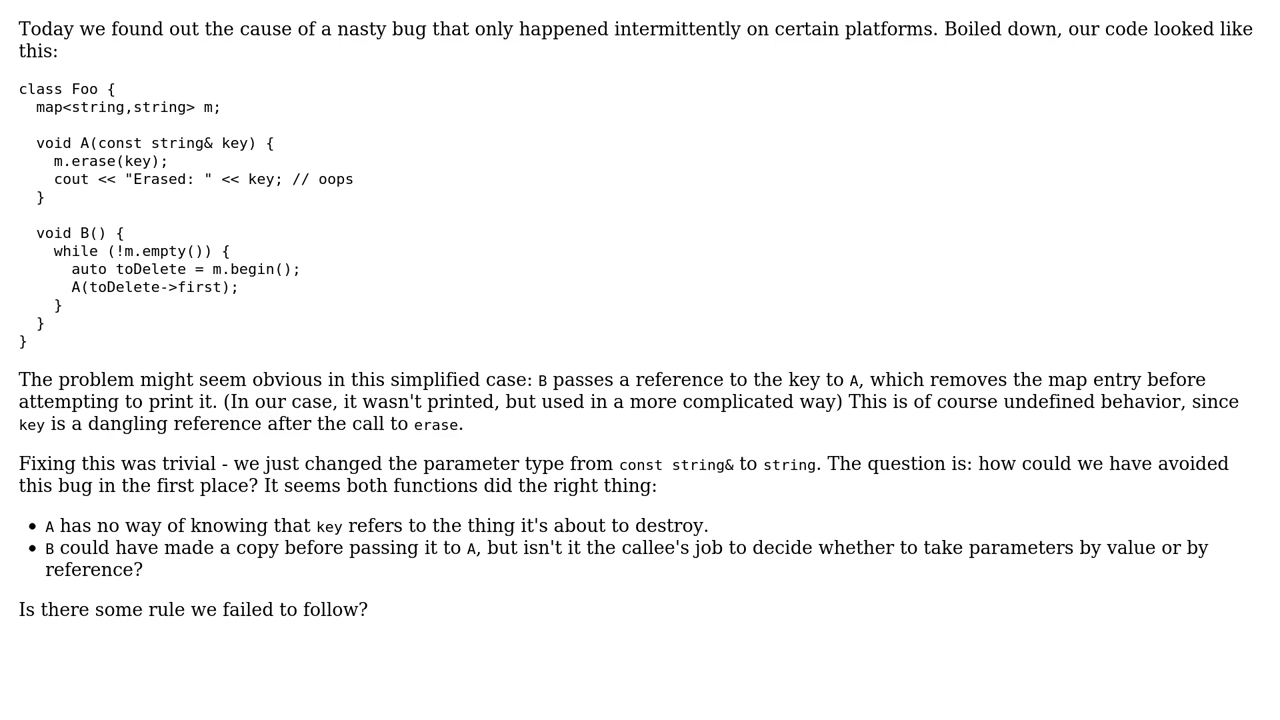 Today we found out the cause of a nasty bug that only happened intermittently on certain platforms. Boiled down, our code looked like
this:
class Foo {
  map<string,string> m;

  void A(const string& key) {
    m.erase(key);
    cout << "Erased: " << key; // oops
  }

  void B() {
    while (!m.empty()) {
      auto toDelete = m.begin();
      A(toDelete->first);
    }
  }
}
The problem might seem obvious in this simplified case: B passes a reference to the key to A, which removes the map entry before
attempting to print it. (In our case, it wasn't printed, but used in a more complicated way) This is of course undefined behavior, since
key is a dangling reference after the call to erase.
Fixing this was trivial - we just changed the parameter type from const string& to string. The question is: how could we have avoided
this bug in the first place? It seems both functions did the right thing:
• A has no way of knowing that key refers to the thing it's about to destroy.
• B could have made a copy before passing it to A, but isn't it the callee's job to decide whether to take parameters by value or by
reference?
Is there some rule we failed to follow?